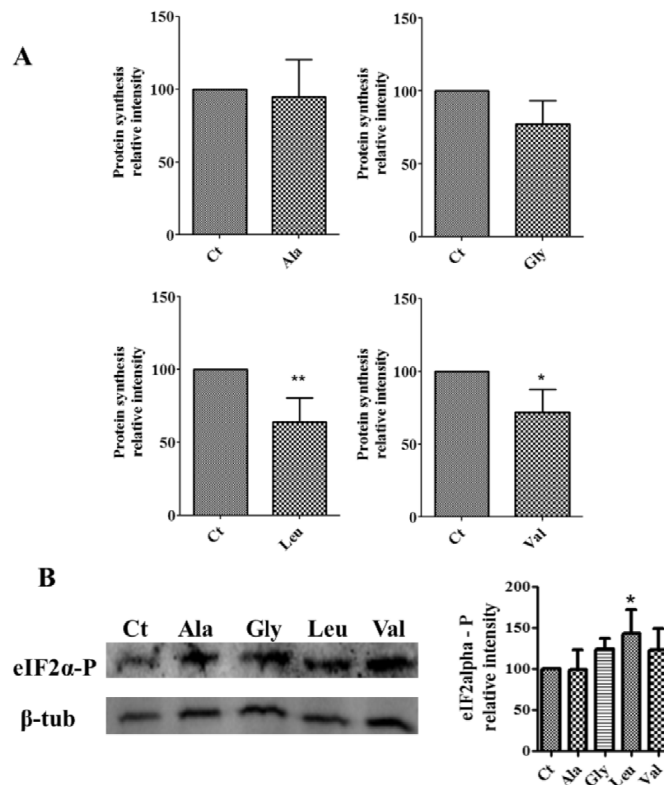 A
Protein synthesis
relative intensity
150
100
50
0
Ct
Ala
Protein synthesis
relative intenity
150
100
50
0
Ct
Gly
Protein synthesis
relative intensity
150
100
50
0
**
Ct
Leu
Protein synthesis
relative intensity
150
100
50
0
*
Ct
Val
B
Ct Ala Gly Leu Val
eIF2α-P
β-tub
eIF2alpha - P
relative intensity
200
150
100
50
0
*
Ct
Ala
Gly
Leu
Val